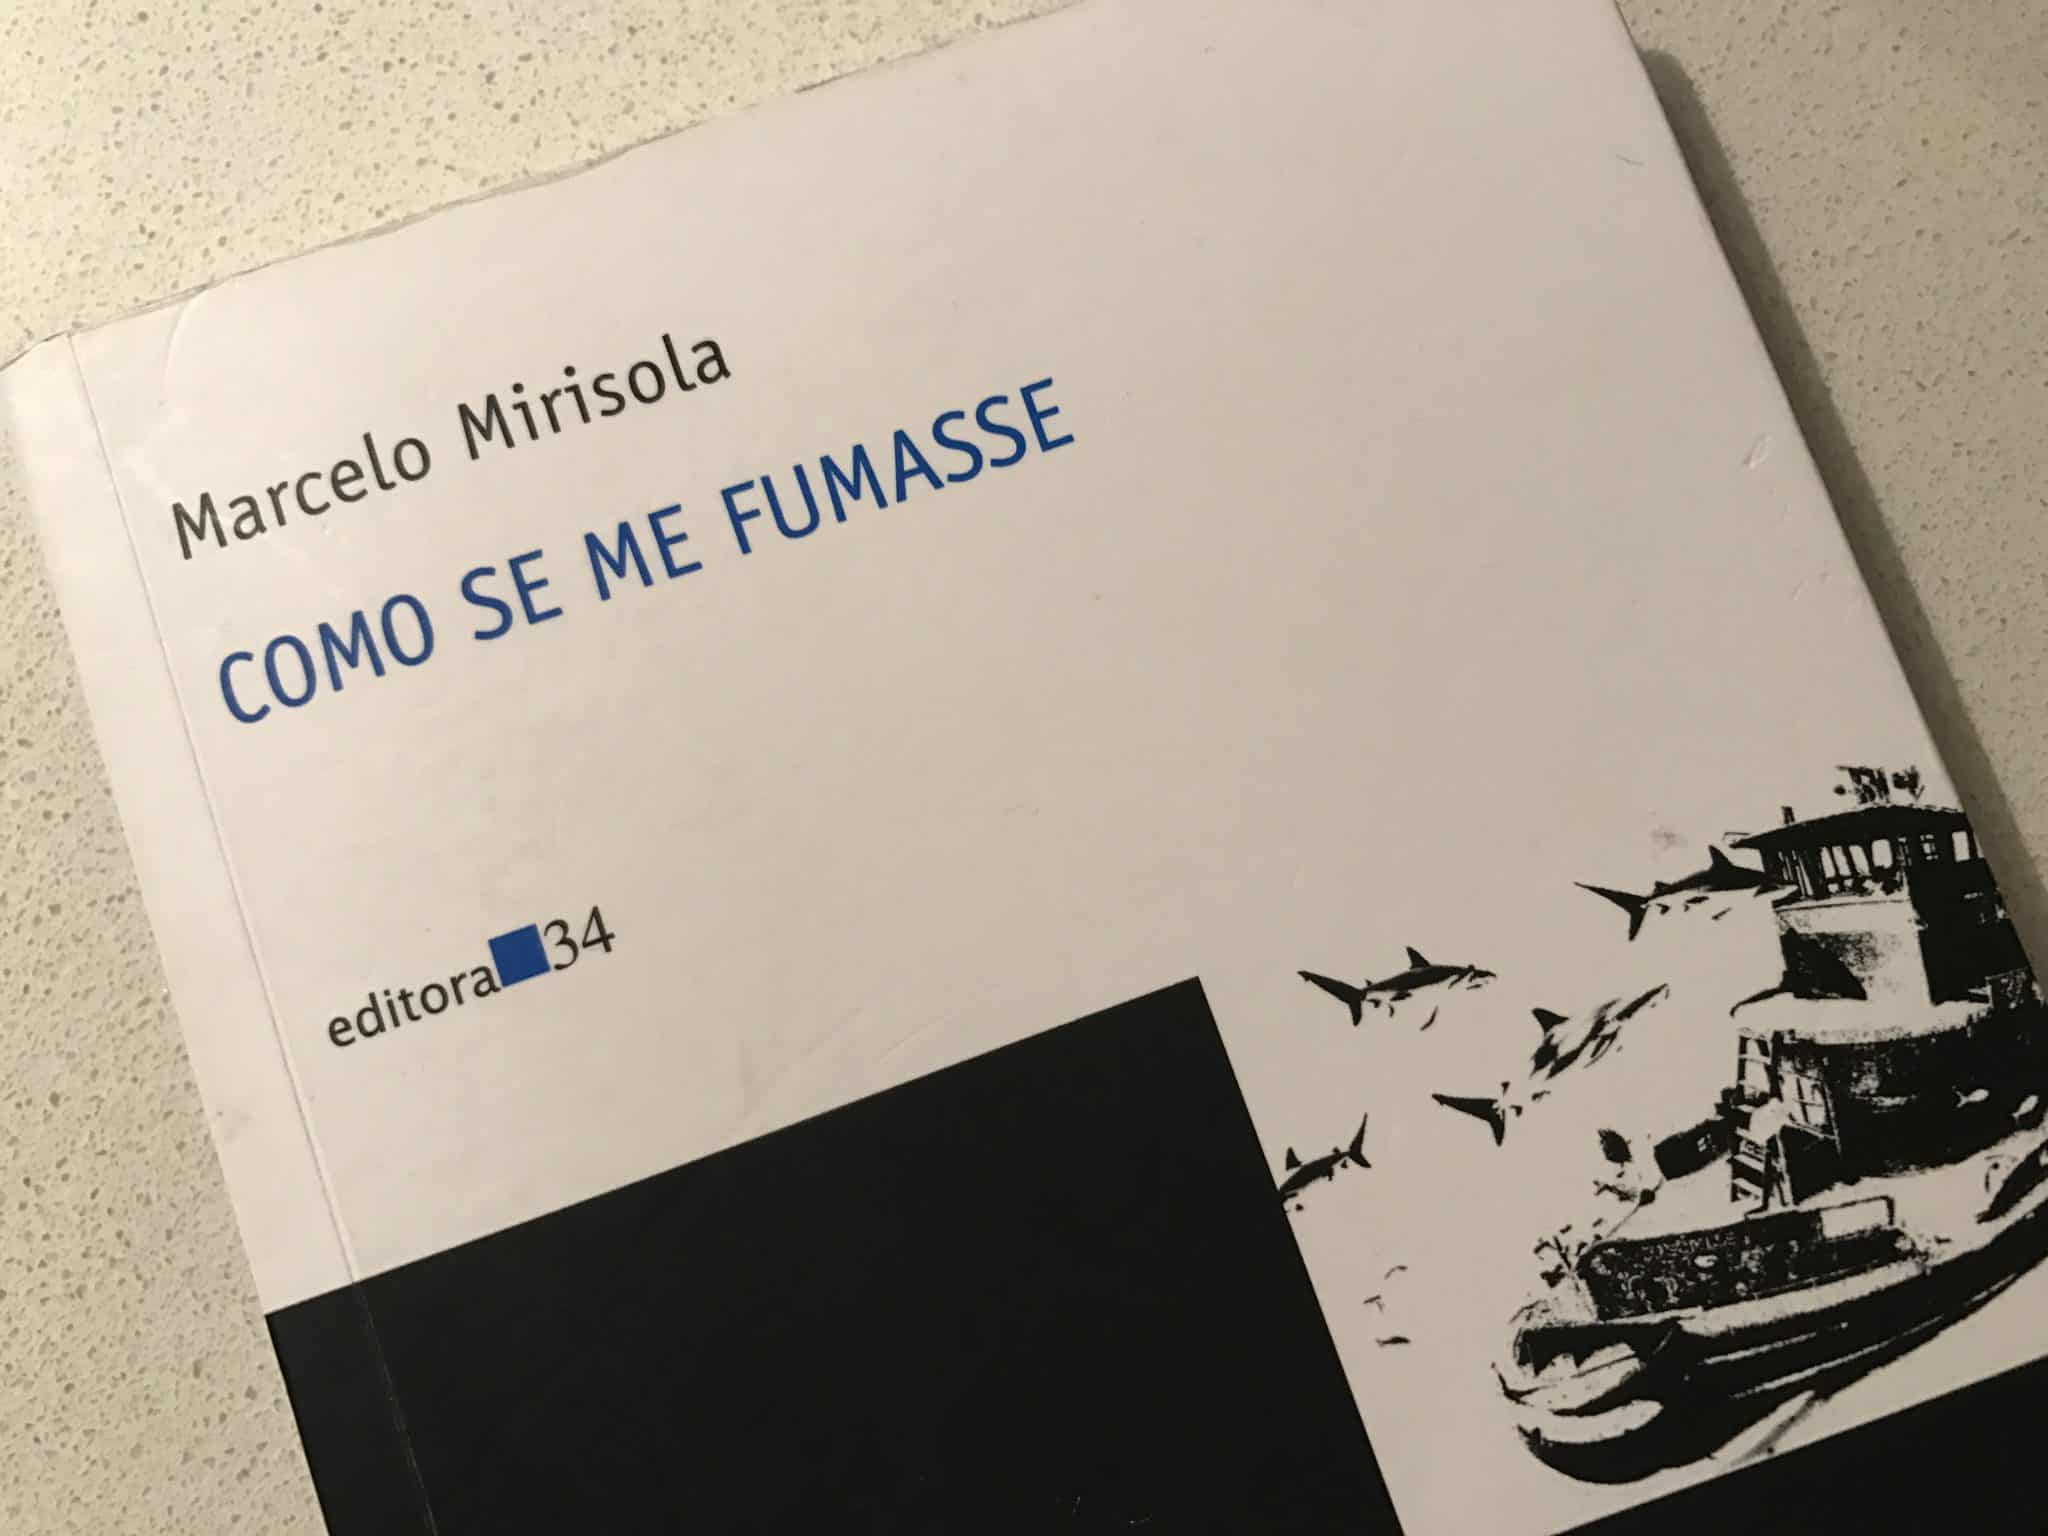 Marcelo Mirisola
COMO SE ME FUMASSE
editora 34